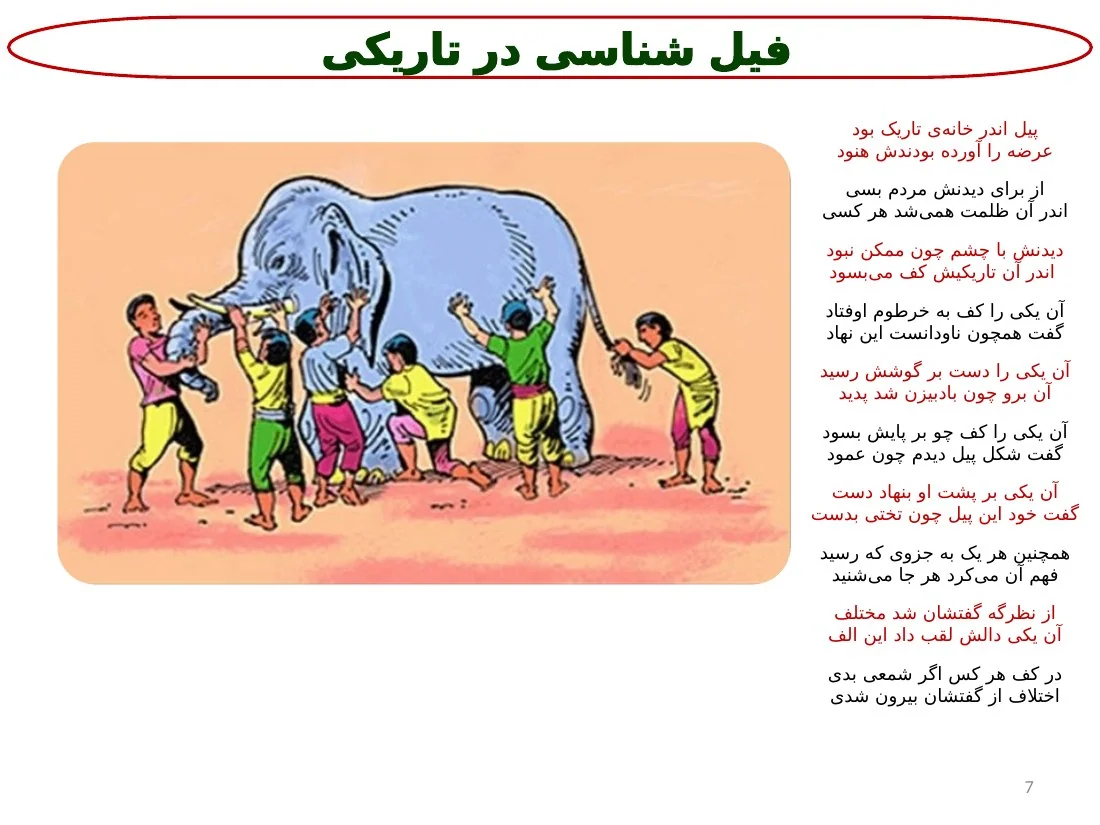 فیل شناسی در تاریکی
پیل اندر خانه‌ی تاریک بود
عرضه را آورده بودندش هنود
از برای دیدنش مردم بسی
اندر آن ظلمت همی‌شد هر کسی
دیدنش با چشم چون ممکن نبود
اندر آن تاریکیش کف می‌بسود
آن یکی را کف به خرطوم اوفتاد
گفت همچون ناودانست این نهاد
آن یکی را دست بر گوشش رسید
آن برو چون بادبیزن شد پدید
آن یکی را کف چو بر پایش بسود
گفت شکل پیل دیدم چون عمود
آن یکی بر پشت او بنهاد دست
گفت خود این پیل چون تختی بدست
همچنین هر یک به جزوی که رسید
فهم آن می‌کرد هر جا می‌شنید
از نظرگه گفتشان شد مختلف
آن یکی دالش لقب داد این الف
در کف هر کس اگر شمعی بدی
اختلاف از گفتشان بیرون شدی
7